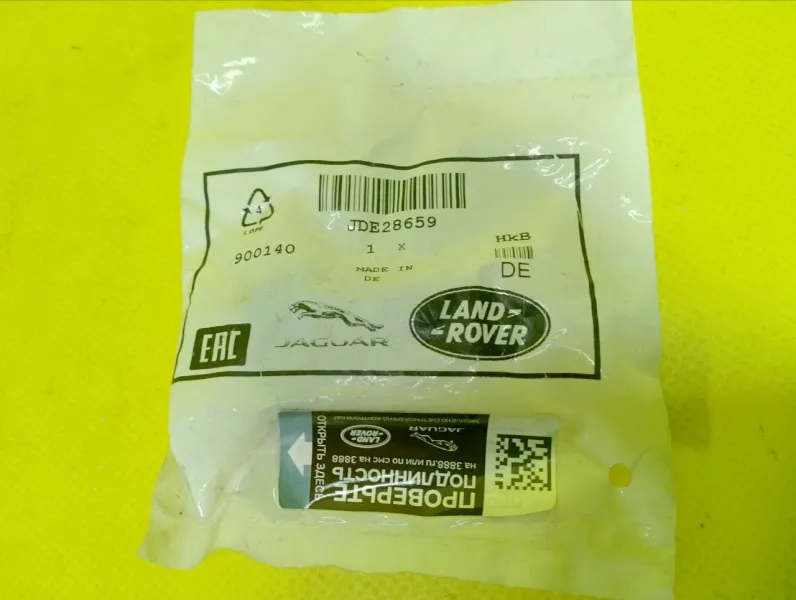 JDE28659
4
LDPE
900140
1 X
HkB
MADE IN
DE
DE
EAC
JAGUAR
LAND-
-ROVER
ПРОВЕРЬТЕ
ПОДЛИННОСТЬ
на 3888.ru или по смс на 3888
JAGUAR
LAND-
-ROVER
ОТКРЫТЬ ЗДЕСЬ